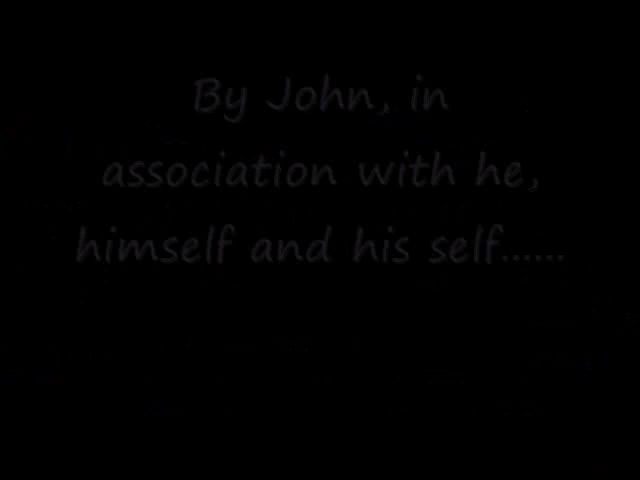 By John, in
association with he,
himself and his self......